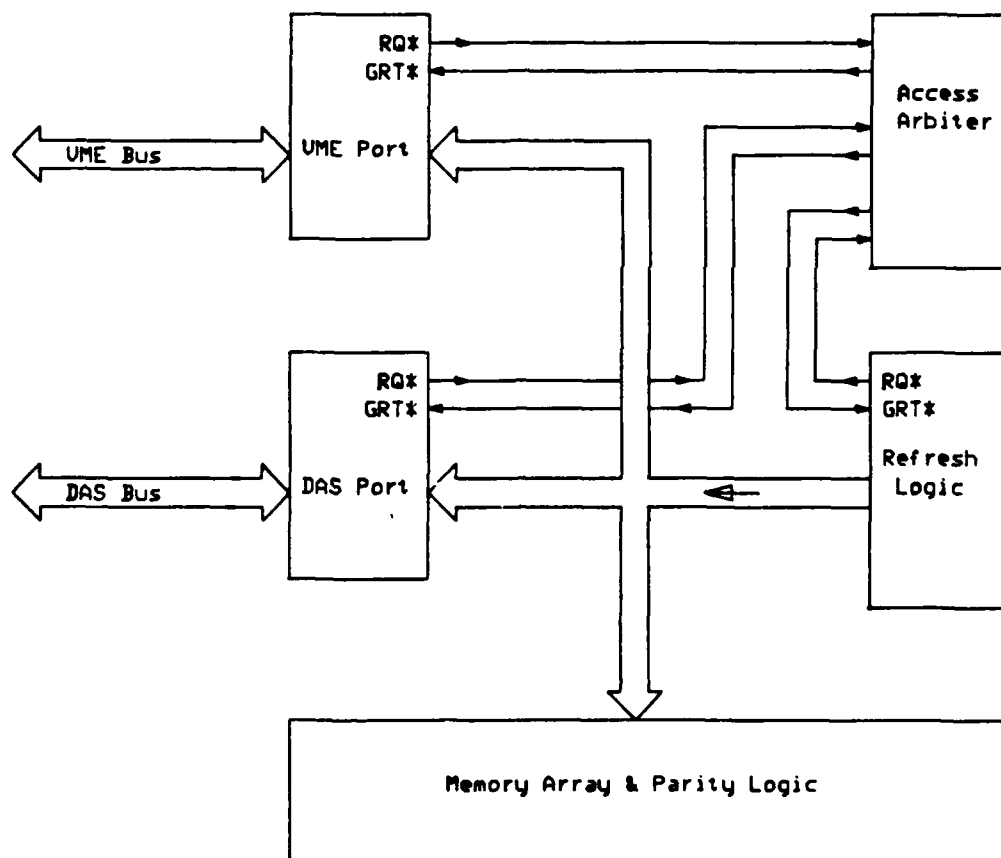 RQ*
GRT*
Access
Arbiter
VME Bus
VME Port
RQ*
GRT*
RQ*
GRT*
Refresh
Logic
DAS Bus
DAS Port
Memory Array & Parity Logic